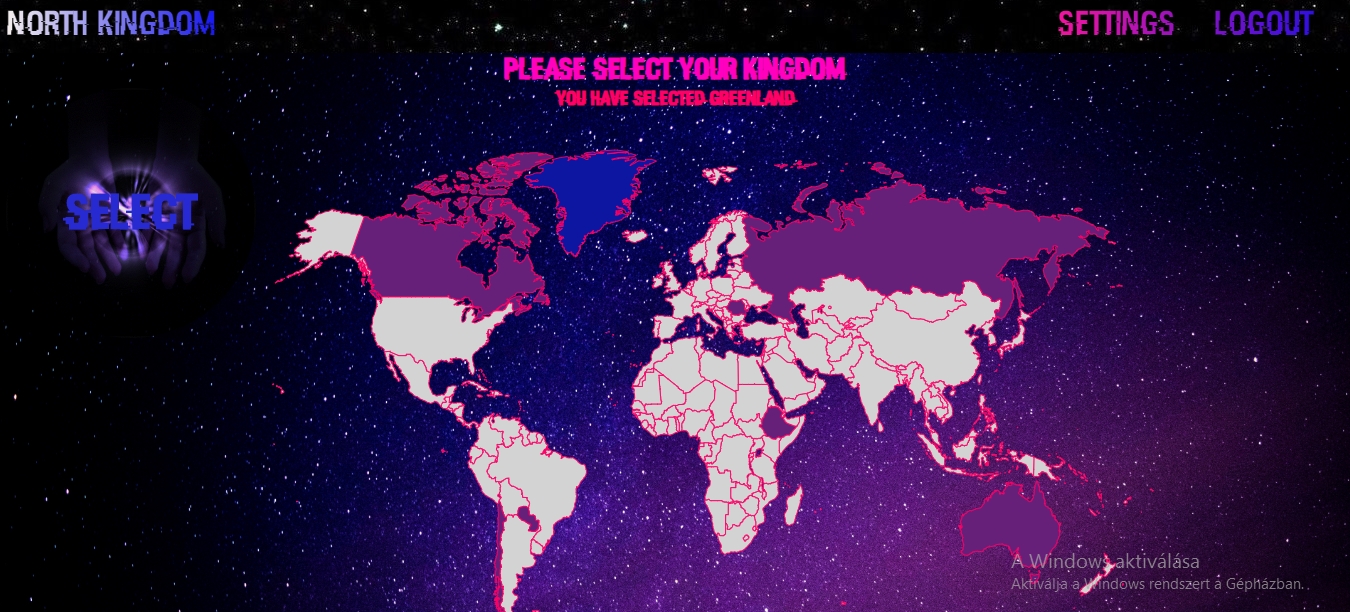 NORTH KINGDOM
SETTINGS
LOGOUT
PLEASE SELECT YOUR KINGDOM
YOU HAVE SELECTED GREENLAND
SELECT
A Windows aktiválása
Aktiválja a Windows rendszert a Gépházban.